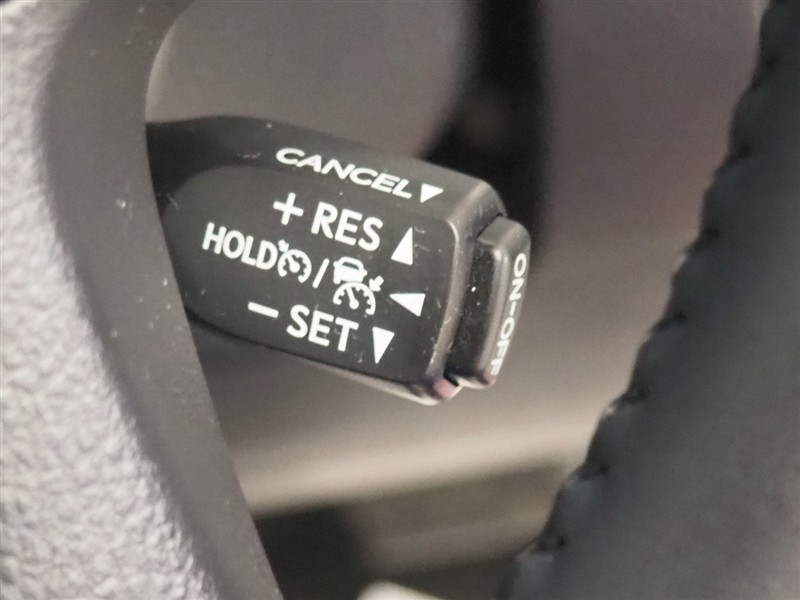 CANCEL
+ RES
HOLD /
- SET
ON-OFF